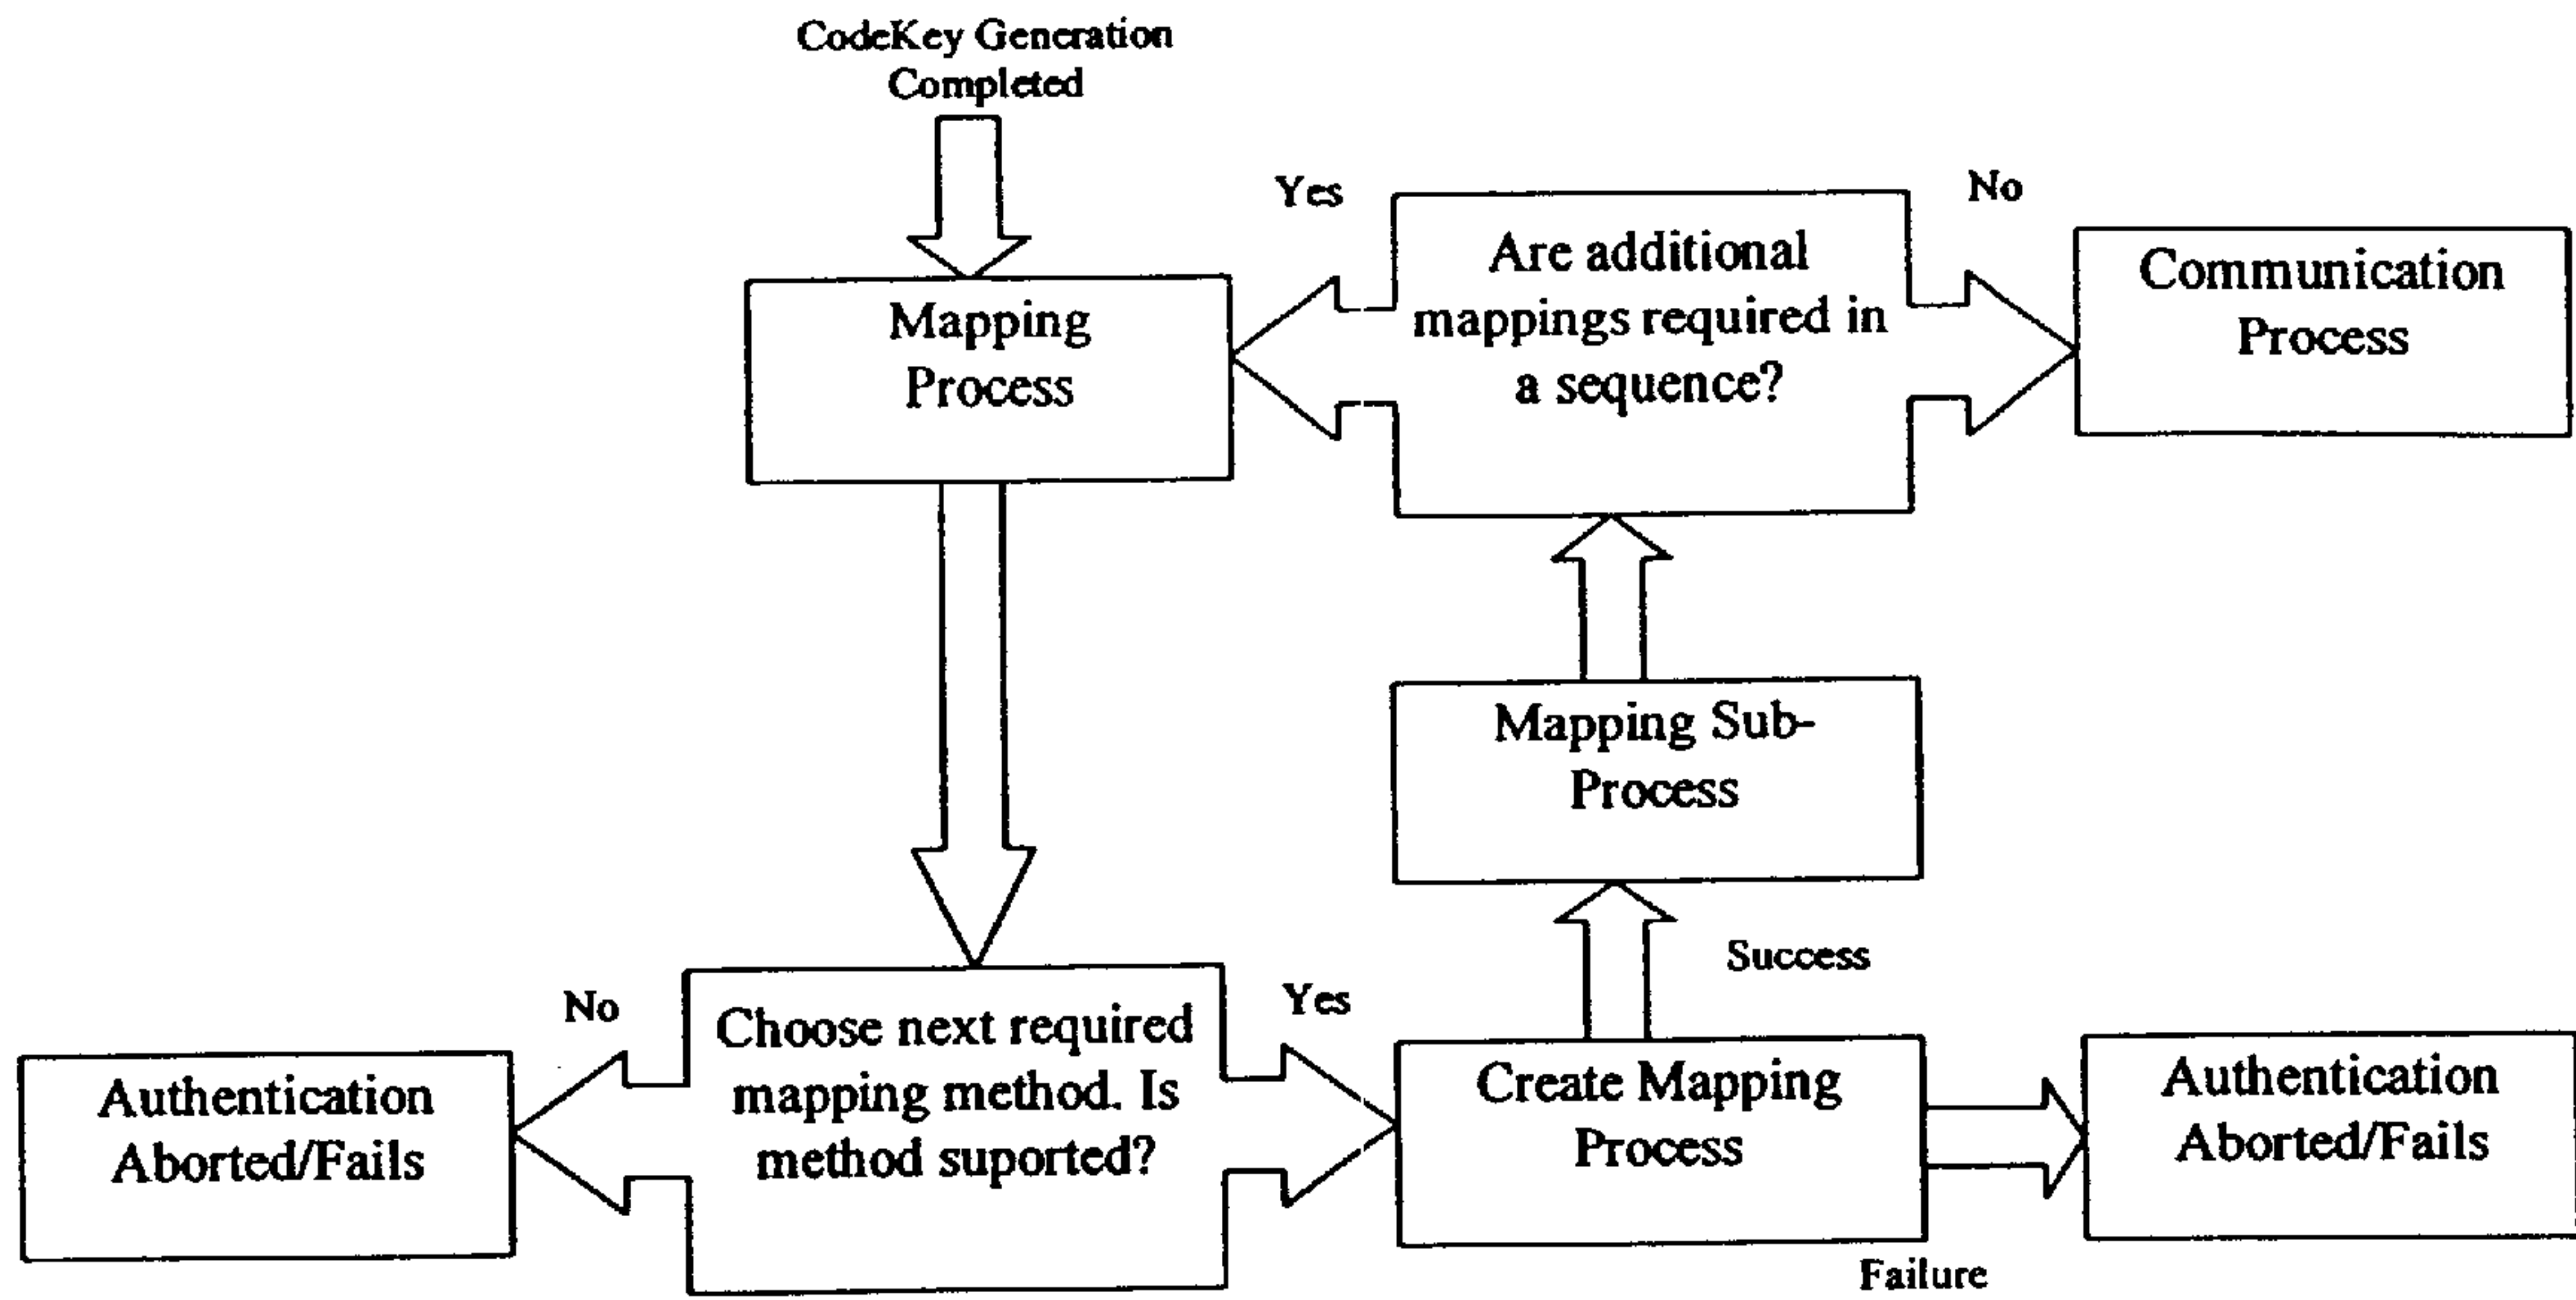 CodeKey Generation
Completed
Yes
No
Mapping
Process
Are additional
mappings required in
a sequence?
Communication
Process
Mapping Sub-
Process
Success
No
Yes
Authentication
Aborted/Fails
Choose next required
mapping method. Is
method suported?
Create Mapping
Process
Authentication
Aborted/Fails
Failure